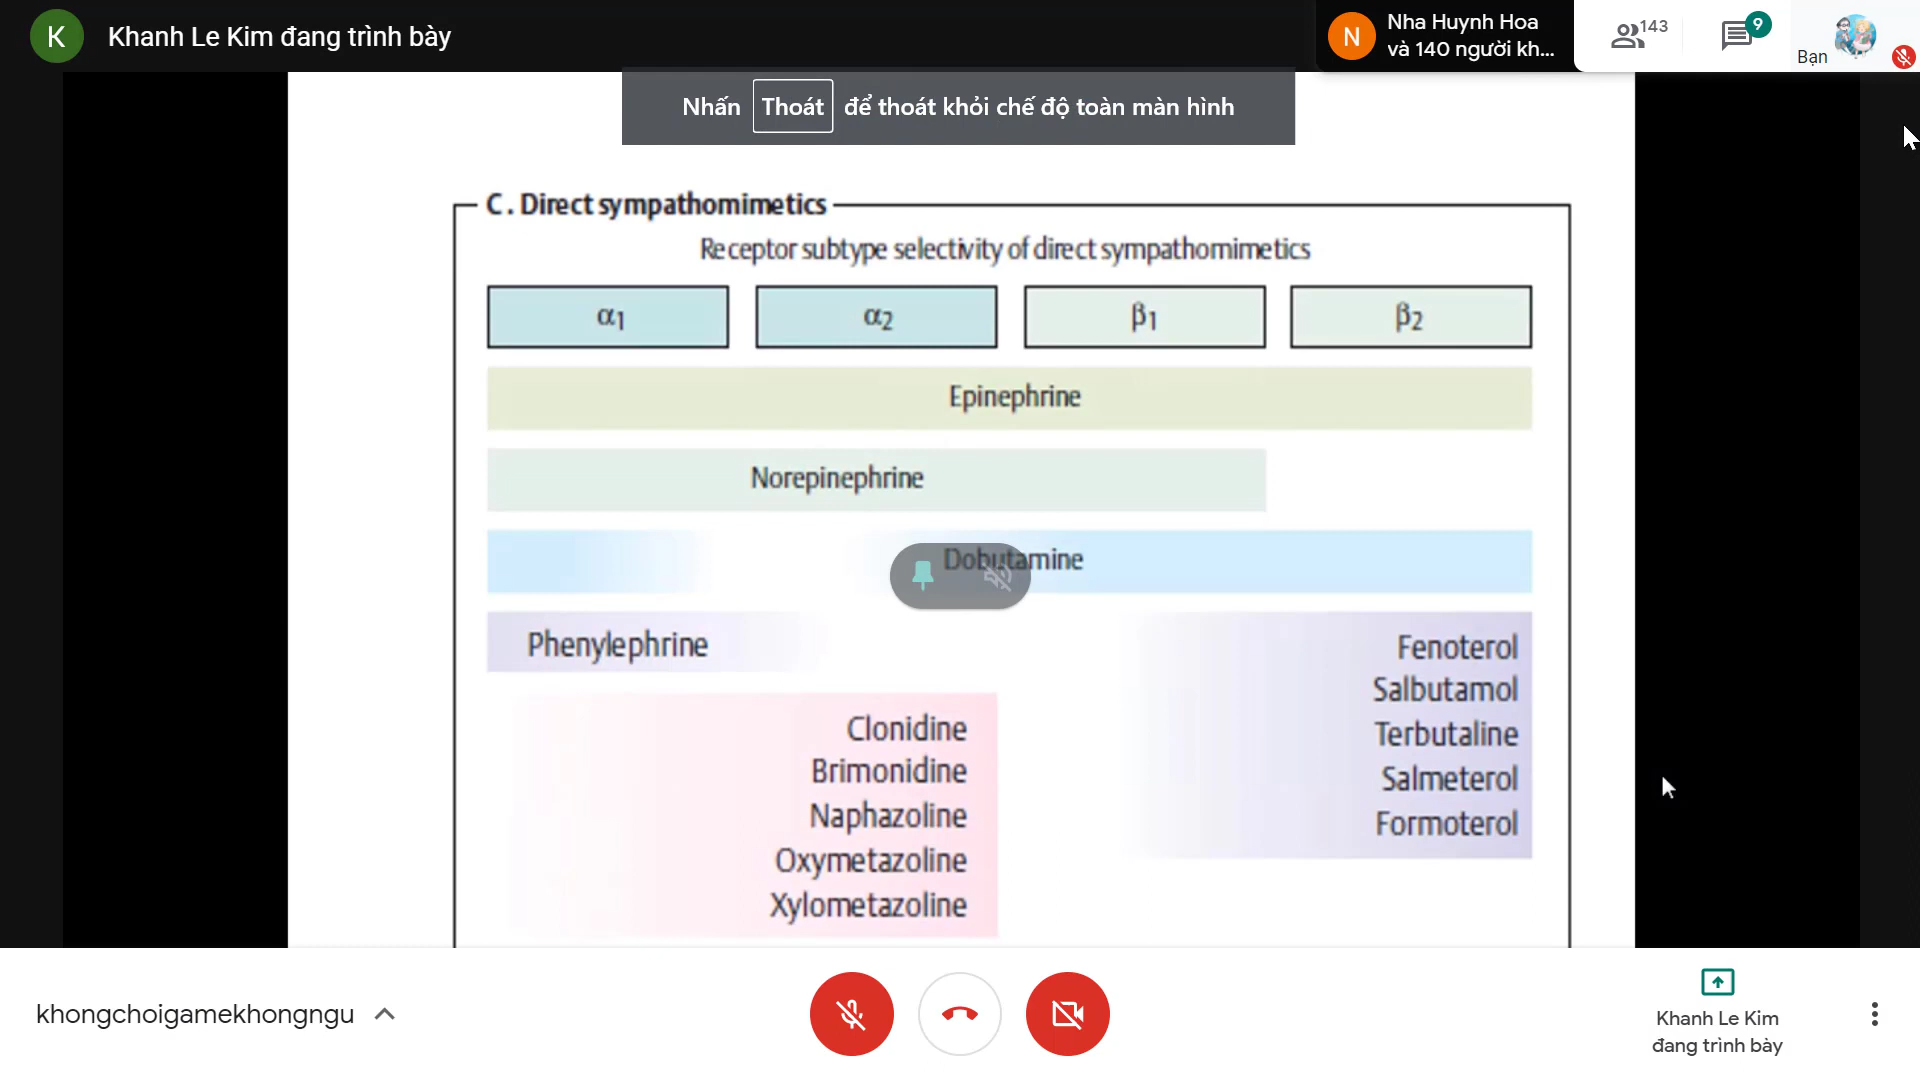 K
Khanh Le Kim đang trình bày
N
Nha Huynh Hoa
và 140 người kh...
143
9
Bạn
Nhấn Thoát để thoát khỏi chế độ toàn màn hình
C. Direct sympathomimetics
Receptor subtype selectivity of direct sympathomimetics
α1 α2 β1 β2
Epinephrine
Norepinephrine
Dobutamine
Phenylephrine
Clonidine
Brimonidine
Naphazoline
Oxymetazoline
Xylometazoline
Fenoterol
Salbutamol
Terbutaline
Salmeterol
Formoterol
khongchoigamekhongngu
Khanh Le Kim
đang trình bày